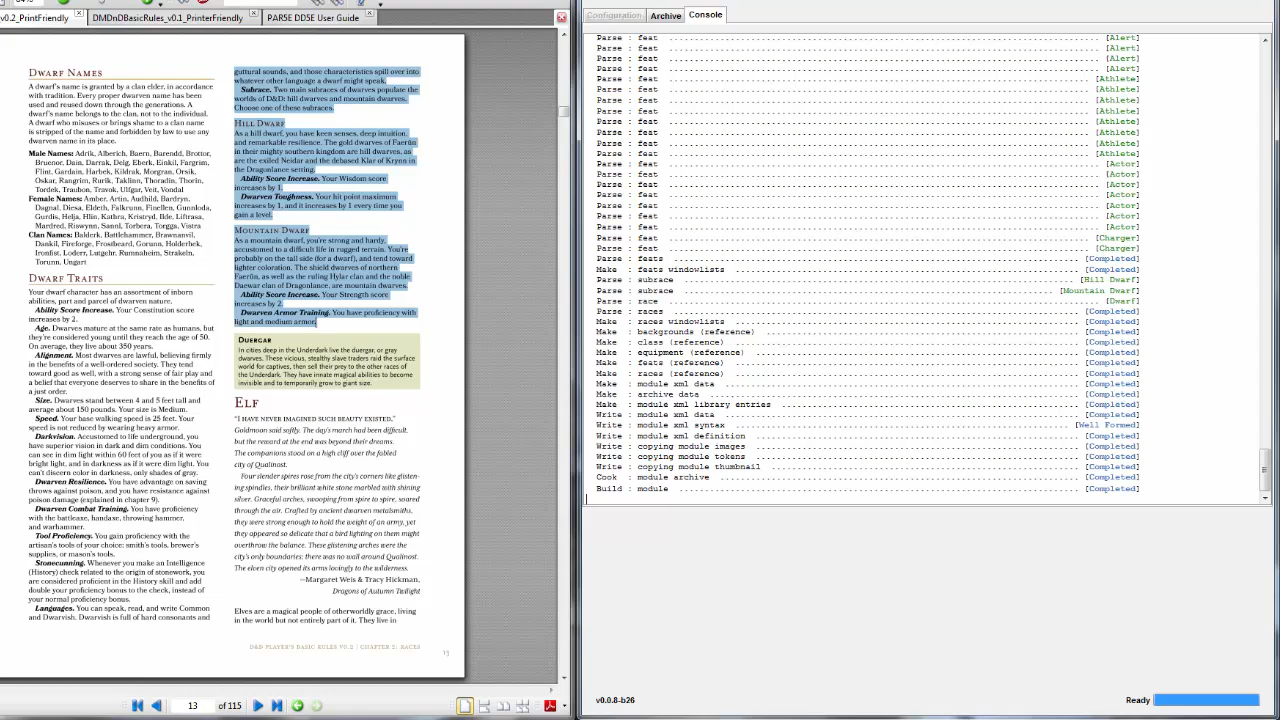 v0.2_PrintFriendly
DMDnDBasicRules_v0.1_PrinterFriendly
PAR5E DD5E User Guide
Dwarf Names
A dwarf's name is granted by a clan elder, in accordance
with tradition. Every proper dwarven name has been
used and reused down through the generations. A
dwarf's name belongs to the clan, not to the individual.
A dwarf who misuses or brings shame to a clan name
is stripped of the name and forbidden by law to use any
dwarven name in its place.
Male Names: Adrik, Alberich, Baern, Barendd, Brottor,
Bruenor, Dain, Darrak, Delg, Eberk, Einkil, Fargrim,
Flint, Gardain, Harbek, Kildrak, Morgran, Orsik,
Oskar, Rangrim, Rurik, Taklinn, Thoradin, Thorin,
Tordek, Traubon, Travok, Ulfgar, Veit, Vondal
Female Names: Amber, Artin, Audhild, Bardryn,
Dagnal, Diesa, Eldeth, Falkrunn, Finellen, Gunnloda,
Gurdis, Helja, Hlin, Kathra, Kristryd, Ilde, Liftrasa,
Mardred, Riswynn, Sannl, Torbera, Torgga, Vistra
Clan Names: Balderk, Battlehammer, Brawnanvil,
Dankil, Fireforge, Frostbeard, Gorunn, Holderhek,
Ironfist, Loderr, Lutgehr, Rumnaheim, Strakeln,
Torunn, Ungart
Dwarf Traits
Your dwarf character has an assortment of inborn
abilities, part and parcel of dwarven nature.
Ability Score Increase. Your Constitution score
increases by 2.
Age. Dwarves mature at the same rate as humans, but
they're considered young until they reach the age of 50.
On average, they live about 350 years.
Alignment. Most dwarves are lawful, believing firmly
in the benefits of a well-ordered society. They tend
toward good as well, with a strong sense of fair play and
a belief that everyone deserves to share in the benefits of
a just order.
Size. Dwarves stand between 4 and 5 feet tall and
average about 150 pounds. Your size is Medium.
Speed. Your base walking speed is 25 feet. Your
speed is not reduced by wearing heavy armor.
Darkvision. Accustomed to life underground, you
have superior vision in dark and dim conditions. You
can see in dim light within 60 feet of you as if it were
bright light, and in darkness as if it were dim light. You
can't discern color in darkness, only shades of gray.
Dwarven Resilience. You have advantage on saving
throws against poison, and you have resistance against
poison damage (explained in chapter 9).
Dwarven Combat Training. You have proficiency
with the battleaxe, handaxe, throwing hammer,
and warhammer.
Tool Proficiency. You gain proficiency with the
artisan's tools of your choice: smith's tools, brewer's
supplies, or mason's tools.
Stonecunning. Whenever you make an Intelligence
(History) check related to the origin of stonework, you
are considered proficient in the History skill and add
double your proficiency bonus to the check, instead of
your normal proficiency bonus.
Languages. You can speak, read, and write Common
and Dwarvish. Dwarvish is full of hard consonants and
guttural sounds, and those characteristics spill over into
whatever other language a dwarf might speak.
Subrace. Two main subraces of dwarves populate the
worlds of D&D: hill dwarves and mountain dwarves.
Choose one of these subraces.
Hill Dwarf
As a hill dwarf, you have keen senses, deep intuition,
and remarkable resilience. The gold dwarves of Faerûn
in their mighty southern kingdom are hill dwarves, as
are the exiled Neidar and the debased Klar of Krynn in
the Dragonlance setting.
Ability Score Increase. Your Wisdom score
increases by 1.
Dwarven Toughness. Your hit point maximum
increases by 1, and it increases by 1 every time you
gain a level.
Mountain Dwarf
As a mountain dwarf, you're strong and hardy,
accustomed to a difficult life in rugged terrain. You're
probably on the tall side (for a dwarf), and tend toward
lighter coloration. The shield dwarves of northern
Faerûn, as well as the ruling Hylar clan and the noble
Daewar clan of Dragonlance, are mountain dwarves.
Ability Score Increase. Your Strength score
increases by 2.
Dwarven Armor Training. You have proficiency with
light and medium armor.
Duergar
In cities deep in the Underdark live the duergar, or gray
dwarves. These vicious, stealthy slave traders raid the surface
world for captives, then sell their prey to the other races of
the Underdark. They have innate magical abilities to become
invisible and to temporarily grow to giant size.
Elf
"I have never imagined such beauty existed,"
Goldmoon said softly. The day's march had been difficult,
but the reward at the end was beyond their dreams.
The companions stood on a high cliff over the fabled
city of Qualinost.
Four slender spires rose from the city's corners like glisten-
ing spindles, their brilliant white stone marbled with shining
silver. Graceful arches, swooping from spire to spire, soared
through the air. Crafted by ancient dwarven metalsmiths,
they were strong enough to hold the weight of an army, yet
they appeared so delicate that a bird lighting on them might
overthrow the balance. These glistening arches were the
city's only boundaries; there was no wall around Qualinost.
The elven city opened its arms lovingly to the wilderness.
—Margaret Weis & Tracy Hickman,
Dragons of Autumn Twilight
Elves are a magical people of otherworldly grace, living
in the world but not entirely part of it. They live in
D&D Player's Basic Rules v0.2 | Chapter 2: Races
13
13 of 115
Configuration Archive Console
Parse : feat [Alert]
Parse : feat [Alert]
Parse : feat [Alert]
Parse : feat [Alert]
Parse : feat [Athlete]
Parse : feat [Athlete]
Parse : feat [Athlete]
Parse : feat [Athlete]
Parse : feat [Athlete]
Parse : feat [Athlete]
Parse : feat [Athlete]
Parse : feat [Athlete]
Parse : feat [Actor]
Parse : feat [Actor]
Parse : feat [Actor]
Parse : feat [Actor]
Parse : feat [Actor]
Parse : feat [Actor]
Parse : feat [Actor]
Parse : feat [Charger]
Parse : feat [Charger]
Parse : feats [Completed]
Make : feats windowlists [Completed]
Parse : subrace [Hill Dwarf]
Parse : subrace [Mountain Dwarf]
Parse : race [Dwarf]
Parse : races [Completed]
Make : races windowlists [Completed]
Make : backgrounds (reference) [Completed]
Make : class (reference) [Completed]
Make : equipment (reference) [Completed]
Make : feats (reference) [Completed]
Make : races (reference) [Completed]
Make : module xml data [Completed]
Make : archive data [Completed]
Make : module xml library entries [Completed]
Write : module xml data [Completed]
Write : module xml syntax [Well Formed]
Write : module xml definition [Completed]
Write : copying module images [Completed]
Write : copying module tokens [Completed]
Write : copying module thumbnail [Completed]
Cook : module archive [Completed]
Build : module [Completed]
v0.0.8-b26
Ready